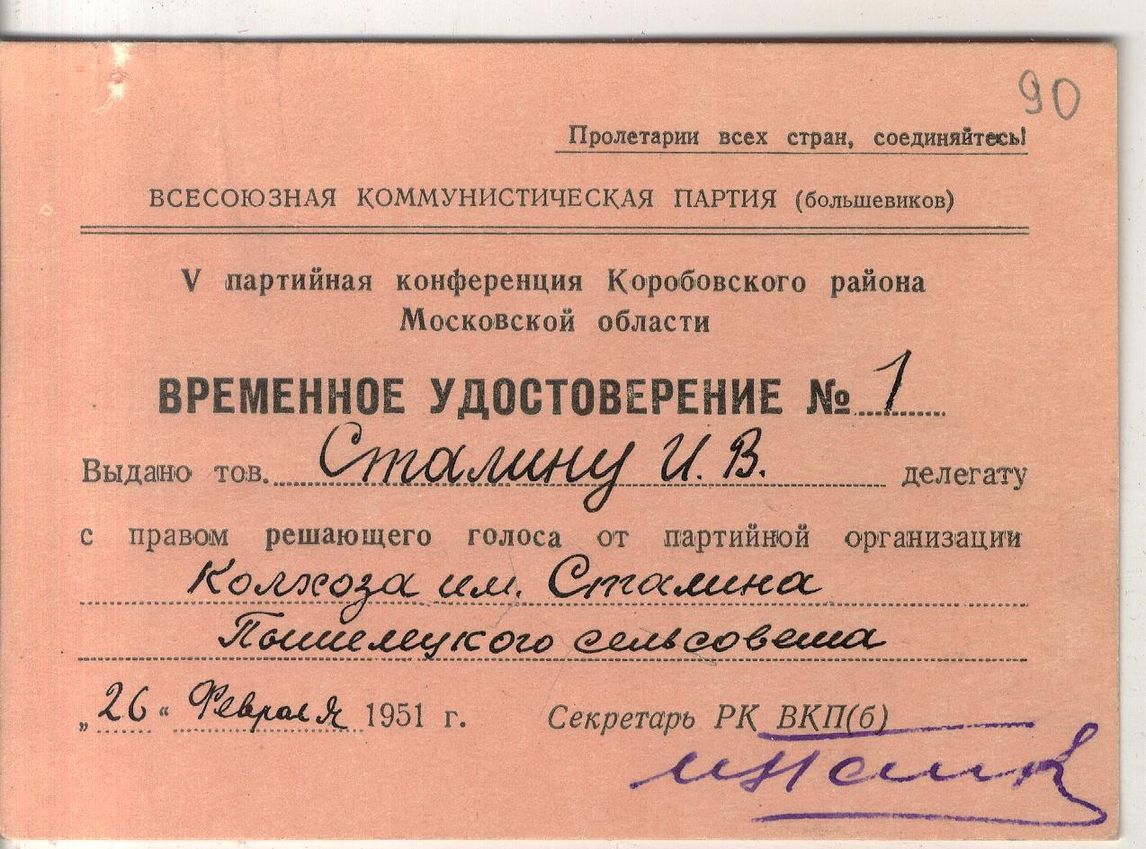 90
Пролетарии всех стран, соединяйтесь!
ВСЕСОЮЗНАЯ КОММУНИСТИЧЕСКАЯ ПАРТИЯ (большевиков)
V партийная конференция Коробовского района
Московской области
ВРЕМЕННОЕ УДОСТОВЕРЕНИЕ № 1
Выдано тов. Сталину И. В. делегату
с правом решающего голоса от партийной организации
Колхоза им. Сталина
Пышлецкого сельсовета
„26“ Февраля 1951 г. Секретарь РК ВКП(б)